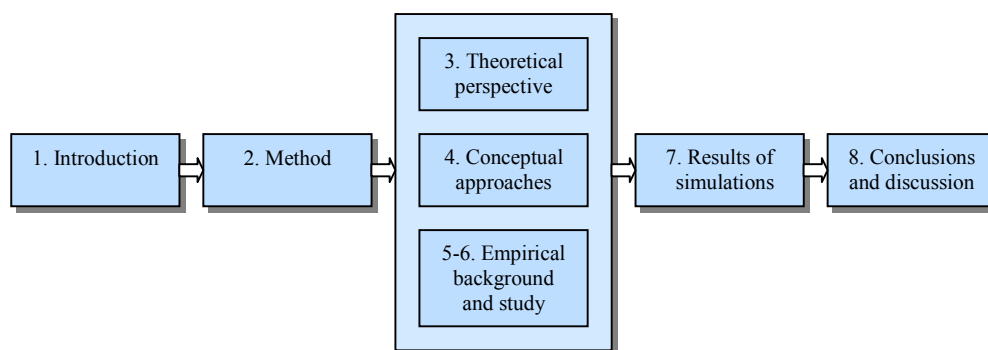 1. Introduction
2. Method
3. Theoretical
perspective
4. Conceptual
approaches
5-6. Empirical
background
and study
7. Results of
simulations
8. Conclusions
and discussion